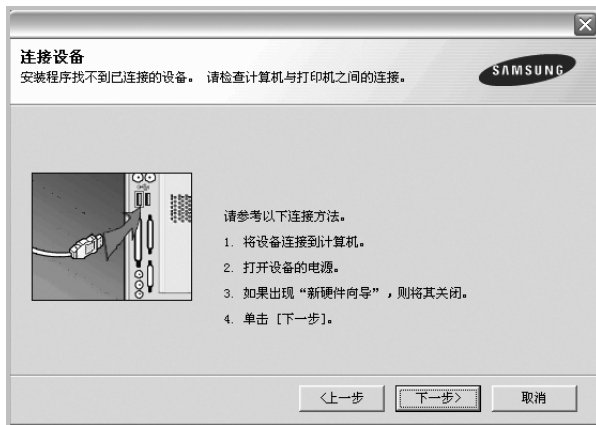 连接设备
安装程序找不到已连接的设备。 请检查计算机与打印机之间的连接。
SAMSUNG
请参考以下连接方法。
1. 将设备连接到计算机。
2. 打开设备的电源。
3. 如果出现“新硬件向导”，则将其关闭。
4. 单击 [下一步]。
<上一步
下一步>
取消